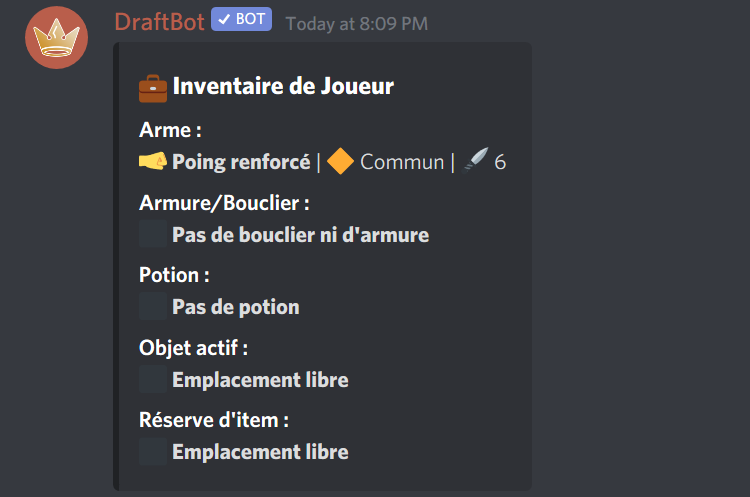 DraftBot BOT Today at 8:09 PM
Inventaire de Joueur
Arme :
Poing renforcé | Commun | 6
Armure/Bouclier :
Pas de bouclier ni d'armure
Potion :
Pas de potion
Objet actif :
Emplacement libre
Réserve d'item :
Emplacement libre